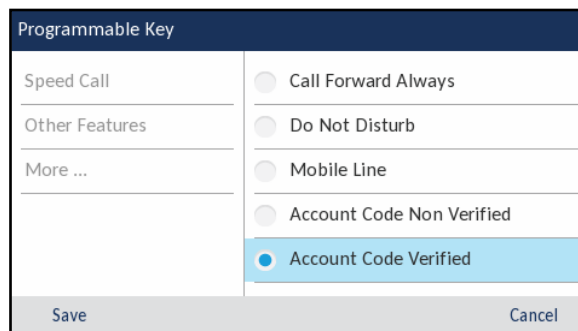 Programmable Key
Speed Call
Other Features
More ...
Call Forward Always
Do Not Disturb
Mobile Line
Account Code Non Verified
Account Code Verified
Save
Cancel